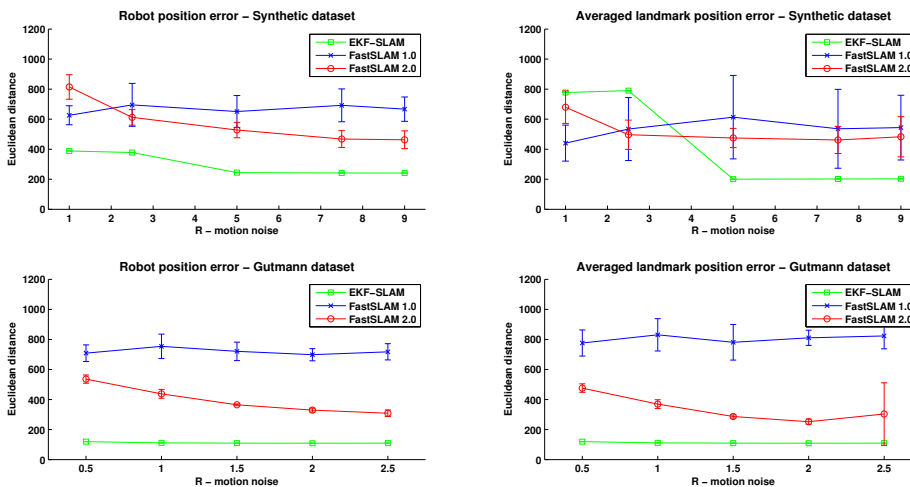 Robot position error – Synthetic dataset
1200
1000
800
600
400
200
0
Euclidean distance
EKF–SLAM
FastSLAM 1.0
FastSLAM 2.0
1 2 3 4 5 6 7 8 9
R – motion noise
Averaged landmark position error – Synthetic dataset
1200
1000
800
600
400
200
0
Euclidean distance
EKF–SLAM
FastSLAM 1.0
FastSLAM 2.0
1 2 3 4 5 6 7 8 9
R – motion noise
Robot position error – Gutmann dataset
1200
1000
800
600
400
200
0
Euclidean distance
EKF–SLAM
FastSLAM 1.0
FastSLAM 2.0
0.5 1 1.5 2 2.5
R – motion noise
Averaged landmark position error – Gutmann dataset
1200
1000
800
600
400
200
0
Euclidean distance
EKF–SLAM
FastSLAM 1.0
FastSLAM 2.0
0.5 1 1.5 2 2.5
R – motion noise